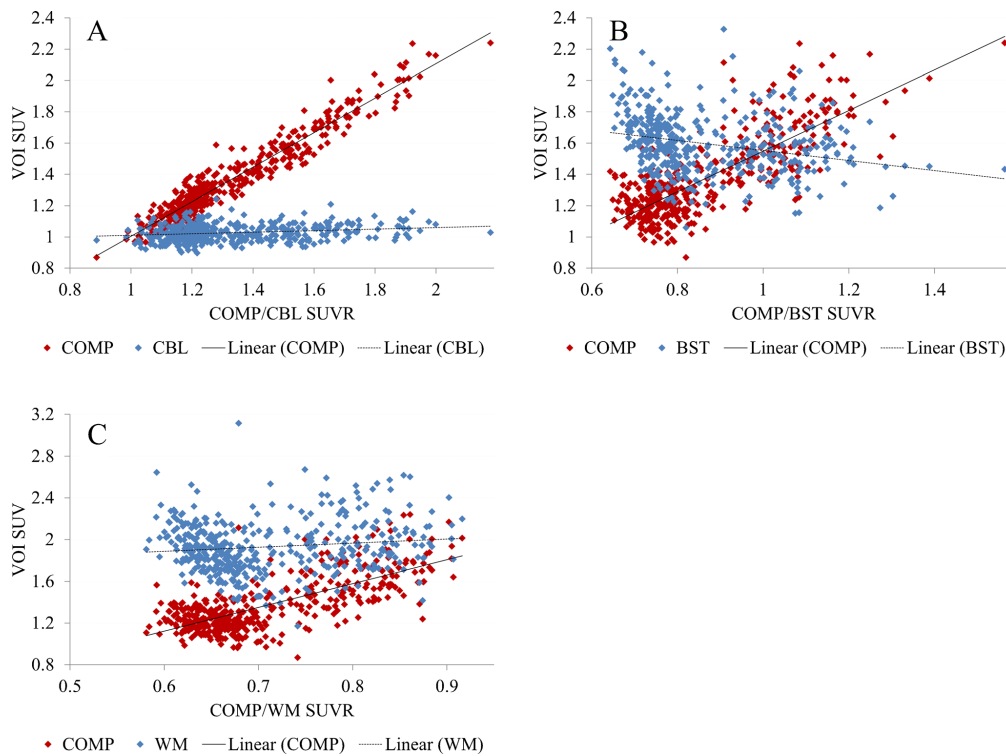 A
VOI SUV
2.4
2.2
2
1.8
1.6
1.4
1.2
1
0.8
0.8 1 1.2 1.4 1.6 1.8 2
COMP/CBL SUVR
COMP CBL Linear (COMP) Linear (CBL)
B
VOI SUV
2.4
2.2
2
1.8
1.6
1.4
1.2
1
0.8
0.6 0.8 1 1.2 1.4
COMP/BST SUVR
COMP BST Linear (COMP) Linear (BST)
C
VOI SUV
3.2
2.8
2.4
2
1.6
1.2
0.8
0.5 0.6 0.7 0.8 0.9
COMP/WM SUVR
COMP WM Linear (COMP) Linear (WM)